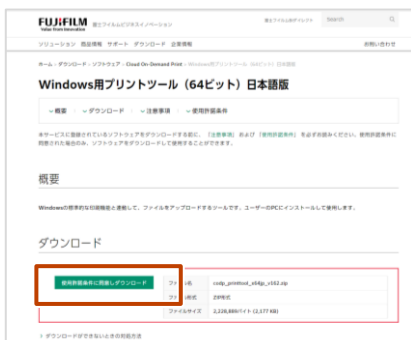 FUJIFILM 富士フイルムビジネスイノベーション
Value from Innovation
富士フイルムBIダイレクト Search
ソリューション 商品情報 サポート ダウンロード 企業情報 お問い合わせ
ホーム > ダウンロード > ソフトウェア > Cloud On-Demand Print > Windows用プリントツール (64ビット) 日本語版
Windows用プリントツール（64ビット）日本語版
概要 ダウンロード 注意事項 使用許諾条件
本サービスに登録されているソフトウェアをダウンロードする前に、「注意事項」および「使用許諾条件」を必ずお読みください。使用許諾条件に
同意された場合のみ、ソフトウェアをダウンロードして使用することができます。
概要
Windowsの標準的な印刷機能と連動して、ファイルをアップロードするツールです。ユーザーのPCにインストールして使用します。
ダウンロード
使用許諾条件に同意しダウンロード
ファイル名 codp_printtool_x64jp_v102.zip
ファイル形式 ZIP形式
ファイルサイズ 2,228,889バイト (2,177 KB)
ダウンロードができないときの対処方法